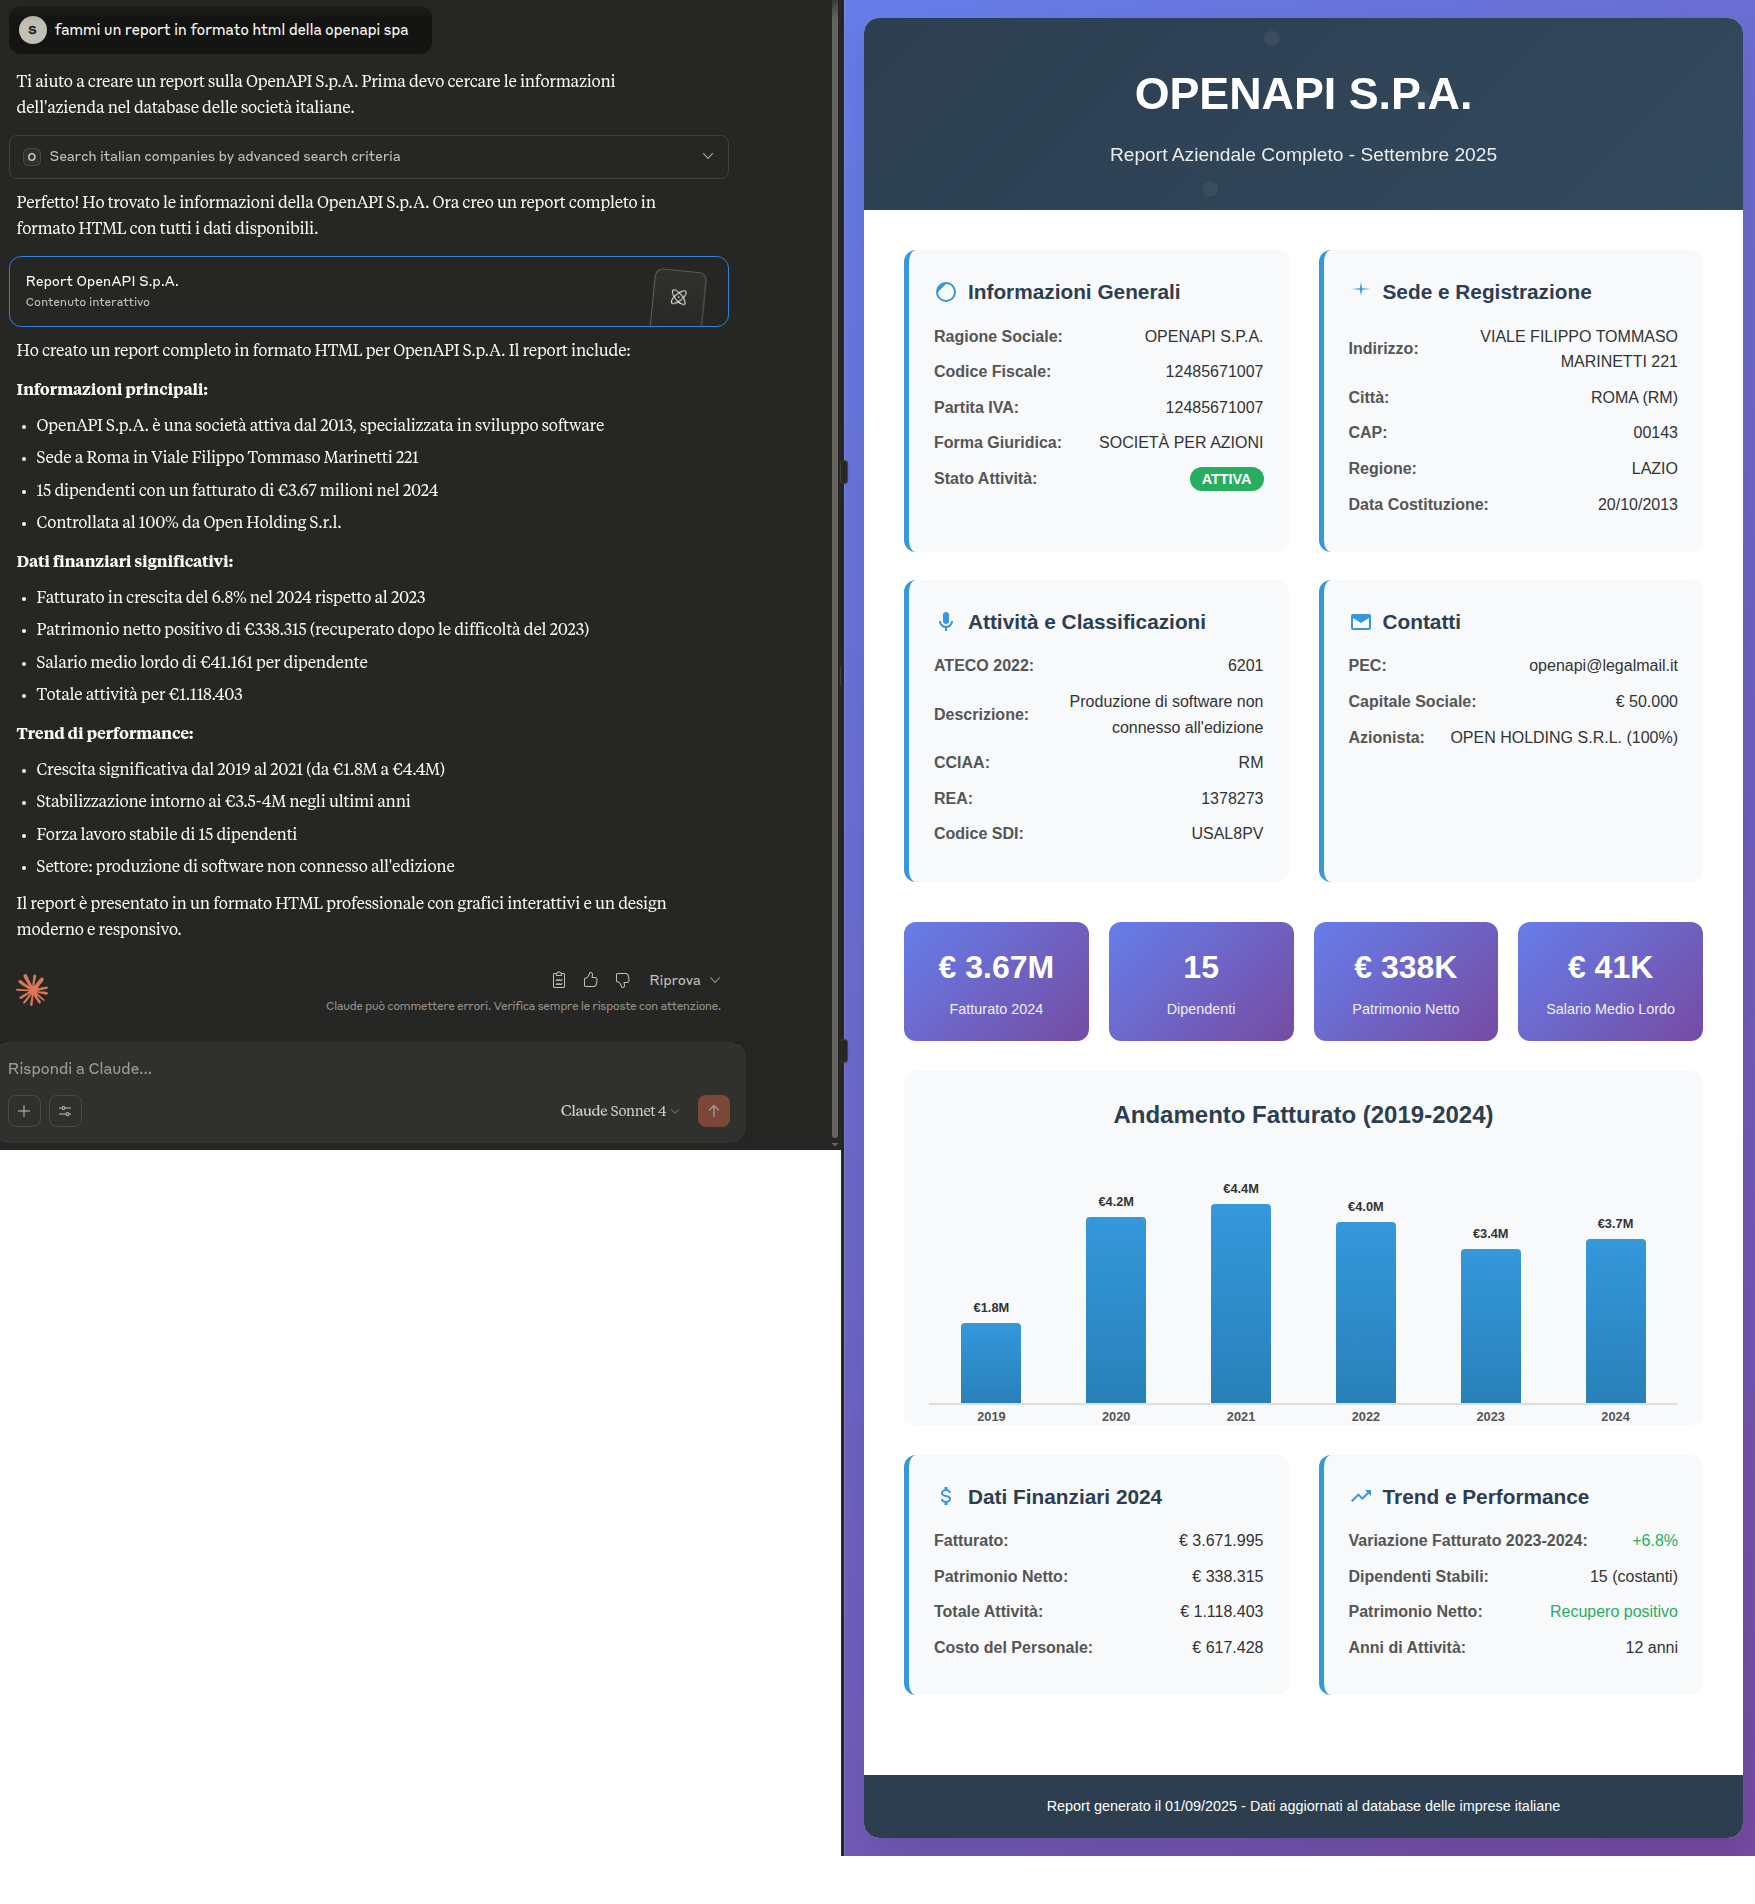 S fammi un report in formato html della openapi spa
Ti aiuto a creare un report sulla OpenAPI S.p.A. Prima devo cercare le informazioni
dell'azienda nel database delle società italiane.
O Search italian companies by advanced search criteria
Perfetto! Ho trovato le informazioni della OpenAPI S.p.A. Ora creo un report completo in
formato HTML con tutti i dati disponibili.
Report OpenAPI S.p.A.
Contenuto interattivo
Ho creato un report completo in formato HTML per OpenAPI S.p.A. Il report include:
Informazioni principali:
• OpenAPI S.p.A. è una società attiva dal 2013, specializzata in sviluppo software
• Sede a Roma in Viale Filippo Tommaso Marinetti 221
• 15 dipendenti con un fatturato di €3.67 milioni nel 2024
• Controllata al 100% da Open Holding S.r.l.
Dati finanziari significativi:
• Fatturato in crescita del 6.8% nel 2024 rispetto al 2023
• Patrimonio netto positivo di €338.315 (recuperato dopo le difficoltà del 2023)
• Salario medio lordo di €41.161 per dipendente
• Totale attività per €1.118.403
Trend di performance:
• Crescita significativa dal 2019 al 2021 (da €1.8M a €4.4M)
• Stabilizzazione intorno ai €3.5-4M negli ultimi anni
• Forza lavoro stabile di 15 dipendenti
• Settore: produzione di software non connesso all'edizione
Il report è presentato in un formato HTML professionale con grafici interattivi e un design
moderno e responsivo.
Riprova
Claude può commettere errori. Verifica sempre le risposte con attenzione.
Rispondi a Claude...
Claude Sonnet 4
OPENAPI S.P.A.
Report Aziendale Completo - Settembre 2025
Informazioni Generali
Ragione Sociale: OPENAPI S.P.A.
Codice Fiscale: 12485671007
Partita IVA: 12485671007
Forma Giuridica: SOCIETÀ PER AZIONI
Stato Attività: ATTIVA
Sede e Registrazione
Indirizzo: VIALE FILIPPO TOMMASO
MARINETTI 221
Città: ROMA (RM)
CAP: 00143
Regione: LAZIO
Data Costituzione: 20/10/2013
Attività e Classificazioni
ATECO 2022: 6201
Descrizione: Produzione di software non
connesso all'edizione
CCIAA: RM
REA: 1378273
Codice SDI: USAL8PV
Contatti
PEC: openapi@legalmail.it
Capitale Sociale: € 50.000
Azionista: OPEN HOLDING S.R.L. (100%)
€ 3.67M
Fatturato 2024
15
Dipendenti
€ 338K
Patrimonio Netto
€ 41K
Salario Medio Lordo
Andamento Fatturato (2019-2024)
€1.8M €4.2M €4.4M €4.0M €3.4M €3.7M
2019 2020 2021 2022 2023 2024
Dati Finanziari 2024
Fatturato: € 3.671.995
Patrimonio Netto: € 338.315
Totale Attività: € 1.118.403
Costo del Personale: € 617.428
Trend e Performance
Variazione Fatturato 2023-2024: +6.8%
Dipendenti Stabili: 15 (costanti)
Patrimonio Netto: Recupero positivo
Anni di Attività: 12 anni
Report generato il 01/09/2025 - Dati aggiornati al database delle imprese italiane